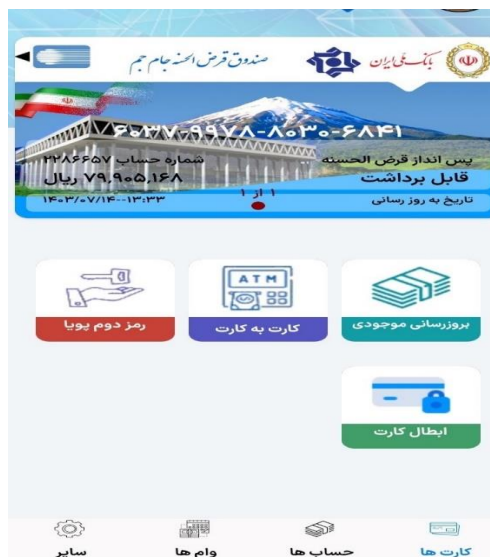 بانک ملی ایران صندوق قرض الحسنه جام جم
۶۰۳۷-۹۹۷۸-۸۰۳۰-۶۸۴۱
پس انداز قرض الحسنه شماره حساب ۲۲۸۶۶۵۷
قابل برداشت ۷۹,۹۰۵,۱۶۸ ریال
۱ از ۱
تاریخ به روز رسانی ۱۴۰۳/۰۷/۱۴--۱۳:۳۳
ATM
بروزرسانی موجودی کارت به کارت رمز دوم پویا
ابطال کارت
کارت ها حساب ها وام ها سایر